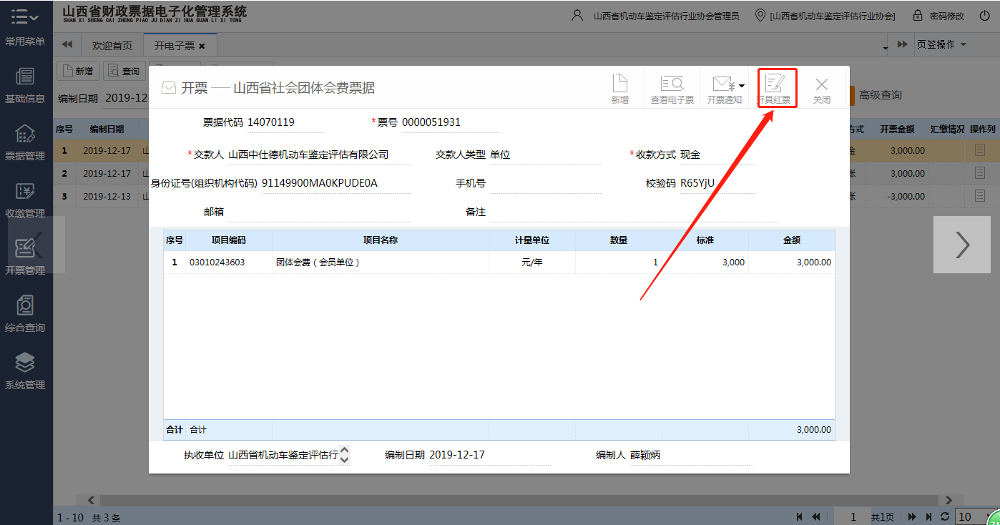 山西省财政票据电子化管理系统
SHAN XI SHENG CAI ZHENG PIAO JU DIAN ZI HUA GUAN LI XI TONG
山西省机动车鉴定评估行业协会管理员 [山西省机动车鉴定评估行业协会] 密码修改
常用菜单
基础信息
票据管理
收缴管理
开票管理
综合查询
系统管理
欢迎首页 开电子票 × 页签操作
新增 查询
编制日期 2019-12
高级查询
序号 编制日期 方式 开票金额 汇缴情况 操作列
1 2019-12-17 山 金 3,000.00
2 2019-12-17 山 账 3,000.00
3 2019-12-13 山 账 -3,000.00
开票 —— 山西省社会团体会费票据
新增 查看电子票 开票通知 开具红票 关闭
票据代码 14070119 *票号 0000051931
*交款人 山西中仕德机动车鉴定评估有限公司 交款人类型 单位 *收款方式 现金
身份证号(组织机构代码) 91149900MA0KPUDE0A 手机号 校验码 R65YjU
邮箱 备注
序号 项目编码 项目名称 计量单位 数量 标准 金额
1 03010243603 团体会费（会员单位） 元/年 1 3,000 3,000.00
合计 合计 3,000.00
执收单位 山西省机动车鉴定评估行 编制日期 2019-12-17 编制人 薛颖炳
1 - 10 共 3 条 1 共1页 10